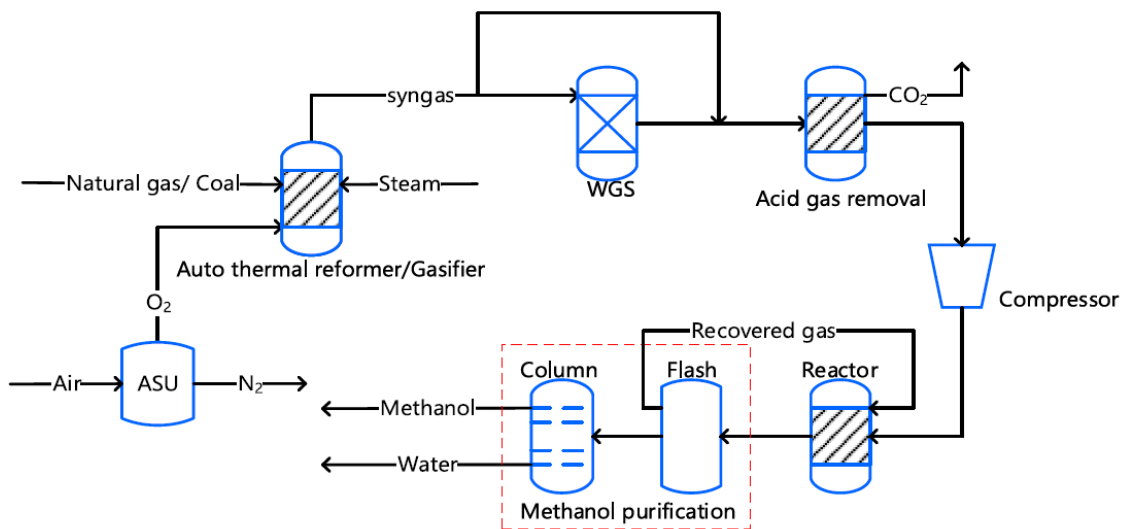 syngas
CO₂
Natural gas/ Coal
Steam
WGS
Acid gas removal
Auto thermal reformer/Gasifier
O₂
Compressor
Recovered gas
Air
ASU
N₂
Column
Flash
Reactor
Methanol
Water
Methanol purification